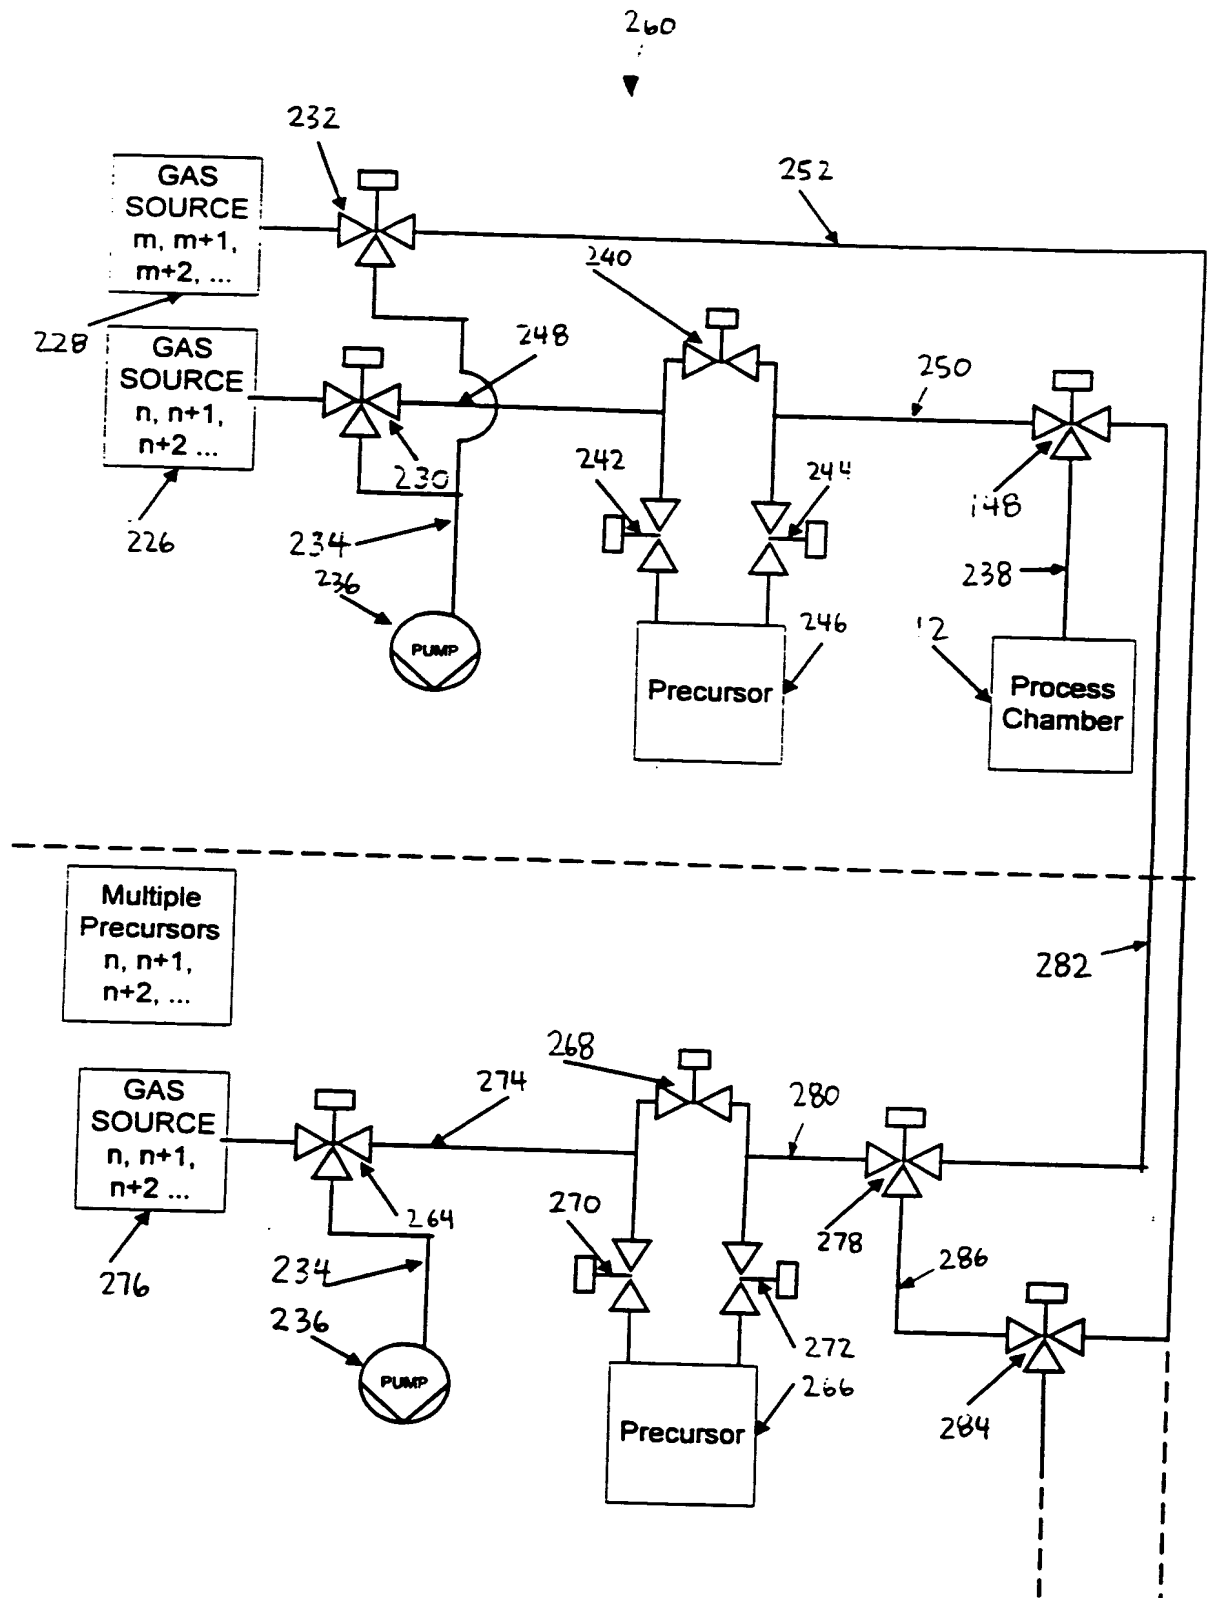 260
232
GAS
SOURCE
m, m+1,
m+2, ...
252
240
228
GAS
SOURCE
n, n+1,
n+2 ...
248
250
230
242
244
148
226
234
238
236
PUMP
246
12
Precursor
Process
Chamber
Multiple
Precursors
n, n+1,
n+2, ...
282
268
GAS
SOURCE
n, n+1,
n+2 ...
274
280
264
270
278
286
276
234
236
272
PUMP
266
284
Precursor